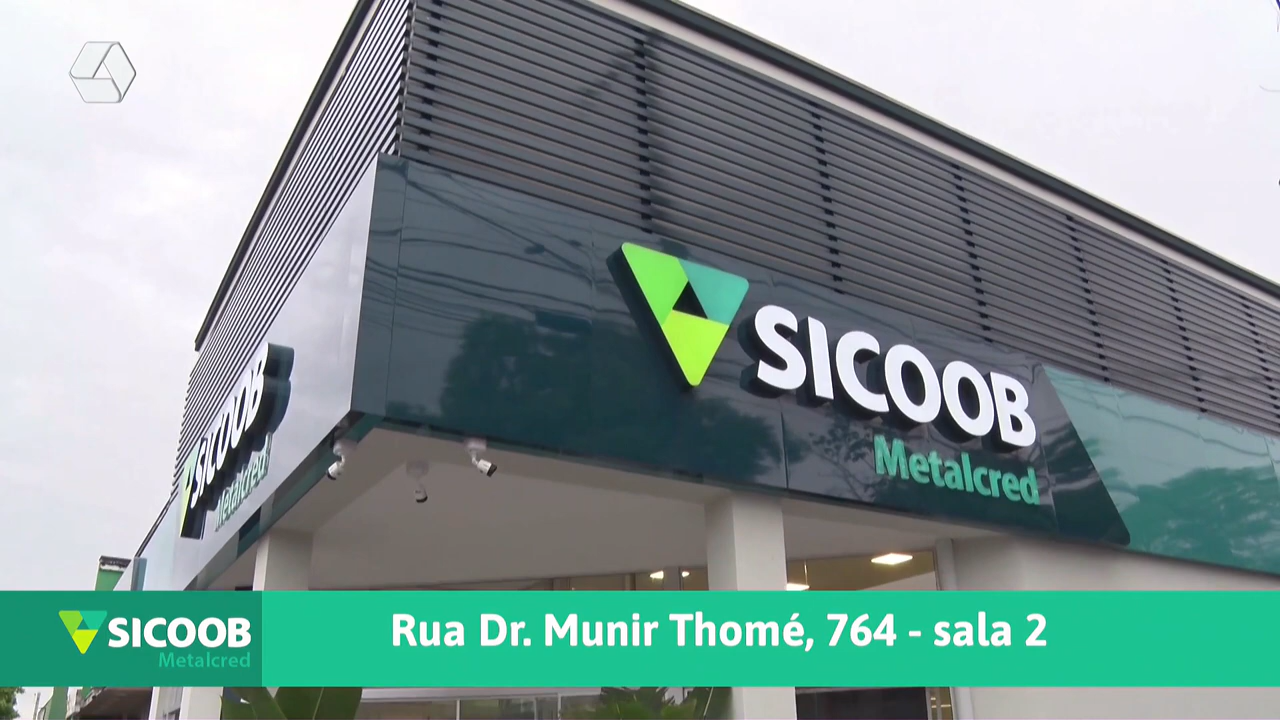 SICOOB
Metalcred
SICOOB
Metalcred
SICOOB
Metalcred
Rua Dr. Munir Thomé, 764 - sala 2